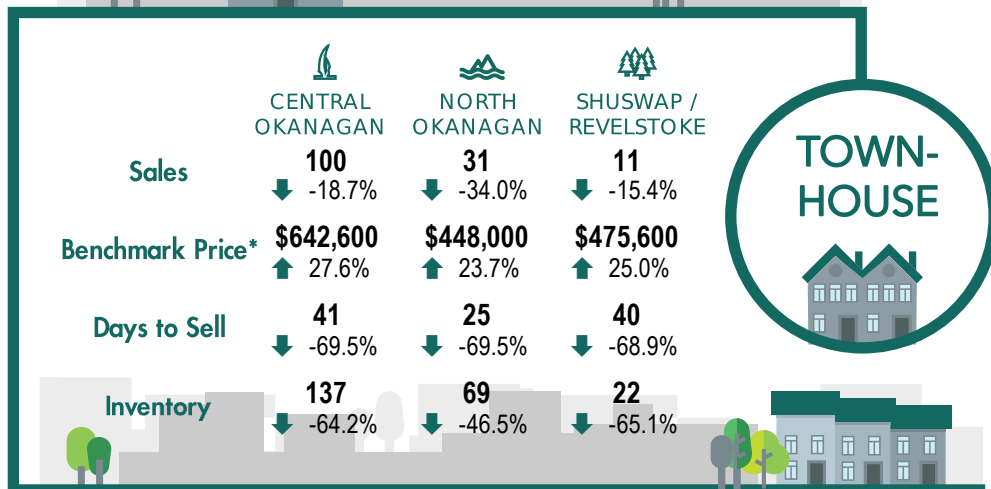 CENTRAL OKANAGAN
NORTH OKANAGAN
SHUSWAP / REVELSTOKE
TOWN-
HOUSE
Sales
100 31 11
-18.7% -34.0% -15.4%
Benchmark Price*
$642,600 $448,000 $475,600
27.6% 23.7% 25.0%
Days to Sell
41 25 40
-69.5% -69.5% -68.9%
Inventory
137 69 22
-64.2% -46.5% -65.1%